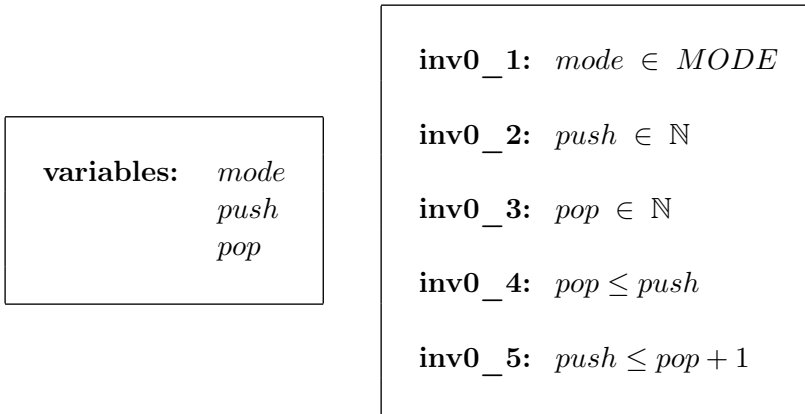 variables: mode
push
pop
inv0_1: mode ∈ MODE
inv0_2: push ∈ ℕ
inv0_3: pop ∈ ℕ
inv0_4: pop ≤ push
inv0_5: push ≤ pop + 1